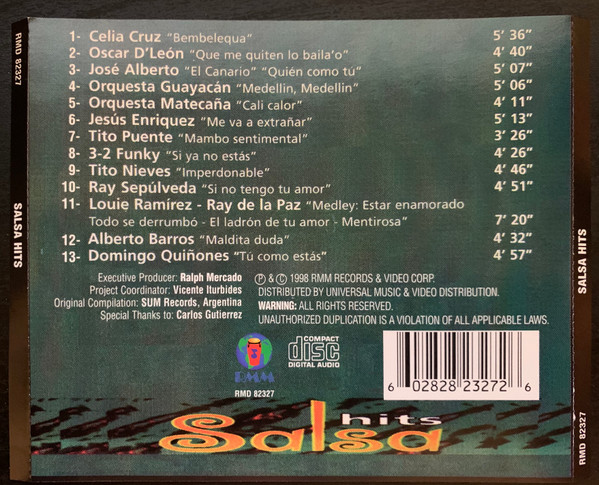 RMD 82327
SALSA HITS
1- Celia Cruz "Bembelequa" 5' 36"
2- Oscar D'León "Que me quiten lo baila'o" 4' 40"
3- José Alberto "El Canario" "Quién como tú" 5' 07"
4- Orquesta Guayacán "Medellin, Medellin" 5' 06"
5- Orquesta Matecaña "Cali calor" 4' 11"
6- Jesús Enriquez "Me va a extrañar" 5' 13"
7- Tito Puente "Mambo sentimental" 3' 26"
8- 3-2 Funky "Si ya no estás" 4' 26"
9- Tito Nieves "Imperdonable" 4' 46"
10- Ray Sepúlveda "Si no tengo tu amor" 4' 51"
11- Louie Ramírez - Ray de la Paz "Medley: Estar enamorado
Todo se derrumbó - El ladrón de tu amor - Mentirosa" 7' 20"
12- Alberto Barros "Maldita duda" 4' 32"
13- Domingo Quiñones "Tú como estás" 4' 57"
Executive Producer: Ralph Mercado
Project Coordinator: Vicente Iturbides
Original Compilation: SUM Records, Argentina
Special Thanks to: Carlos Gutierrez
℗ & © 1998 RMM RECORDS & VIDEO CORP.
DISTRIBUTED BY UNIVERSAL MUSIC & VIDEO DISTRIBUTION.
WARNING: ALL RIGHTS RESERVED.
UNAUTHORIZED DUPLICATION IS A VIOLATION OF ALL APPLICABLE LAWS.
RMM
RMD 82327
COMPACT
disc
DIGITAL AUDIO
6 02828 23272 6
hits
Salsa
SALSA HITS
RMD 82327